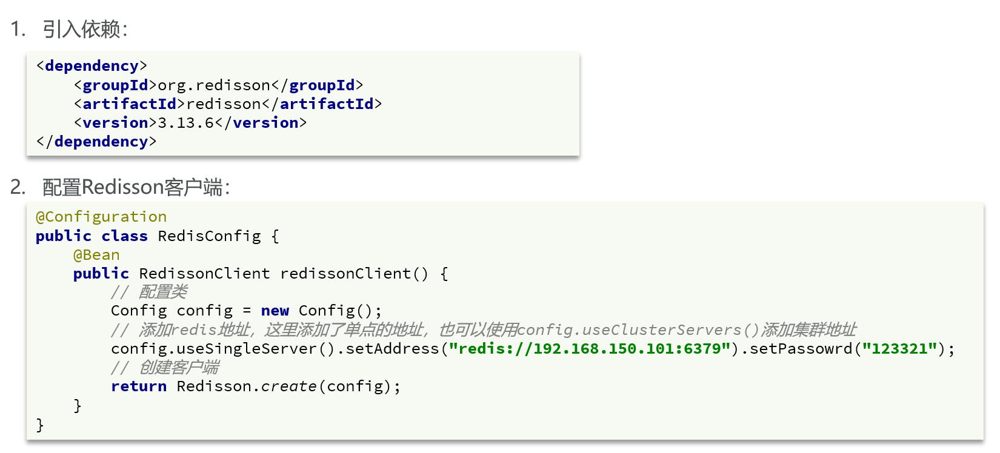 1. 引入依赖：
<dependency>
    <groupId>org.redisson</groupId>
    <artifactId>redisson</artifactId>
    <version>3.13.6</version>
</dependency>
2. 配置Redisson客户端：
@Configuration
public class RedisConfig {
    @Bean
    public RedissonClient redissonClient() {
        // 配置类
        Config config = new Config();
        // 添加redis地址，这里添加了单点的地址，也可以使用config.useClusterServers()添加集群地址
        config.useSingleServer().setAddress("redis://192.168.150.101:6379").setPassowrd("123321");
        // 创建客户端
        return Redisson.create(config);
    }
}